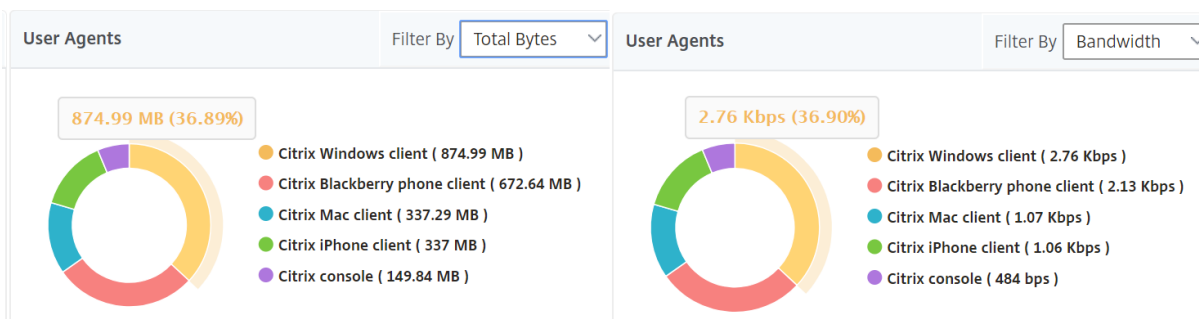 User Agents
Filter By Total Bytes
874.99 MB (36.89%)
Citrix Windows client ( 874.99 MB )
Citrix Blackberry phone client ( 672.64 MB )
Citrix Mac client ( 337.29 MB )
Citrix iPhone client ( 337 MB )
Citrix console ( 149.84 MB )
User Agents
Filter By Bandwidth
2.76 Kbps (36.90%)
Citrix Windows client ( 2.76 Kbps )
Citrix Blackberry phone client ( 2.13 Kbps )
Citrix Mac client ( 1.07 Kbps )
Citrix iPhone client ( 1.06 Kbps )
Citrix console ( 484 bps )